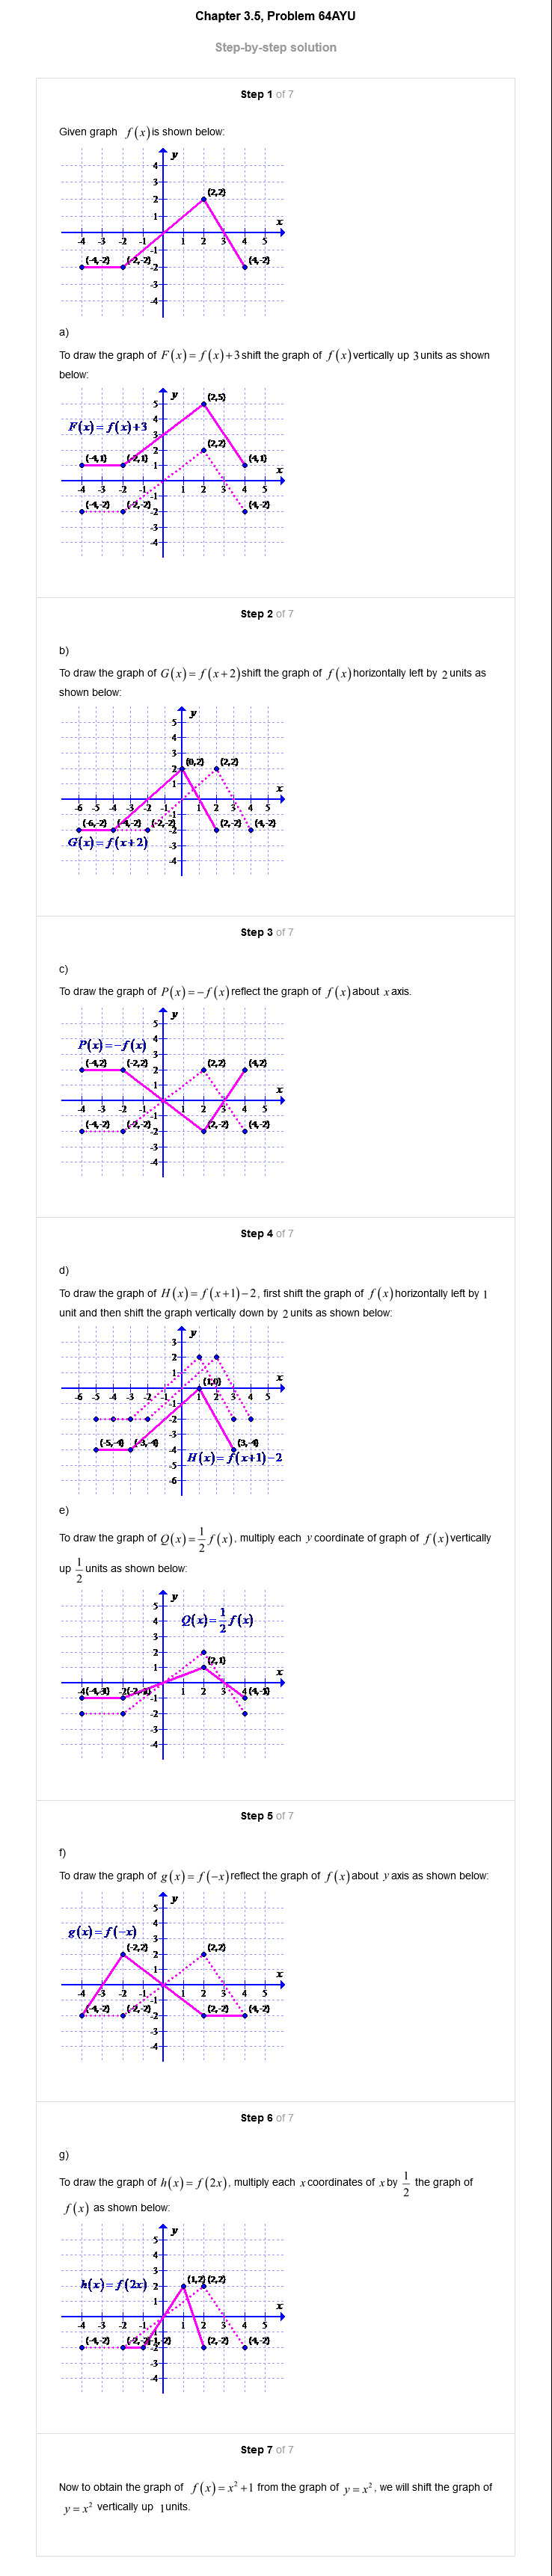 Chapter 3.5, Problem 64AYU
Step-by-step solution
Step 1 of 7
Given graph f(x) is shown below:
y
4
3
(2,2)
2
1
x
-4 -3 -2 -1 1 2 3 4 5
-1
(-4,-2) (-2,-2) (4,-2)
-2
-3
-4
a)
To draw the graph of F(x)=f(x)+3 shift the graph of f(x) vertically up 3 units as shown
below:
y
(2,5)
5
4
F(x)=f(x)+3
3
(2,2)
2
(-4,1) (-2,1) (4,1)
1
x
-4 -3 -2 -1 1 2 3 4 5
-1
(-4,-2) (-2,-2) (4,-2)
-2
-3
-4
Step 2 of 7
b)
To draw the graph of G(x)=f(x+2) shift the graph of f(x) horizontally left by 2 units as
shown below:
y
5
4
3
(0,2) (2,2)
2
1
x
-6 -5 -4 -3 -2 -1 1 2 3 4 5
-1
(-6,-2) (-4,-2) (-2,-2) (2,-2) (4,-2)
-2
G(x)=f(x+2)
-3
-4
Step 3 of 7
c)
To draw the graph of P(x)=-f(x) reflect the graph of f(x) about x axis.
y
5
4
P(x)=-f(x)
3
(-4,2) (-2,2) (2,2) (4,2)
2
1
x
-4 -3 -2 -1 1 2 3 4 5
-1
(-4,-2) (-2,-2) (2,-2) (4,-2)
-2
-3
-4
Step 4 of 7
d)
To draw the graph of H(x)=f(x+1)-2, first shift the graph of f(x) horizontally left by 1
unit and then shift the graph vertically down by 2 units as shown below:
y
3
2
1
(1,0)
x
-6 -5 -4 -3 -2 -1 1 2 3 4 5
-1
-2
-3
(-5,-4) (-3,-4) (3,-4)
-4
H(x)=f(x+1)-2
-5
-6
e)
To draw the graph of Q(x)=1/2 f(x), multiply each y coordinate of graph of f(x) vertically
up 1/2 units as shown below:
y
5
Q(x)=1/2 f(x)
4
3
2
(2,1)
1
x
-4 (-4,-1) -2 (-2,-1) 1 2 3 4 (4,-1)
-1
-2
-3
-4
Step 5 of 7
f)
To draw the graph of g(x)=f(-x) reflect the graph of f(x) about y axis as shown below:
y
5
4
g(x)=f(-x)
3
(-2,2) (2,2)
2
1
x
-4 -3 -2 -1 1 2 3 4 5
-1
(-4,-2) (-2,-2) (2,-2) (4,-2)
-2
-3
-4
Step 6 of 7
g)
To draw the graph of h(x)=f(2x), multiply each x coordinates of x by 1/2 the graph of
f(x) as shown below:
y
5
4
3
h(x)=f(2x)
(1,2) (2,2)
2
1
x
-4 -3 -2 -1 1 2 3 4 5
-1
(-4,-2) (2,-2) (4,-2)
-2
-3
-4
Step 7 of 7
Now to obtain the graph of f(x)=x²+1 from the graph of y=x², we will shift the graph of
y=x² vertically up 1units.